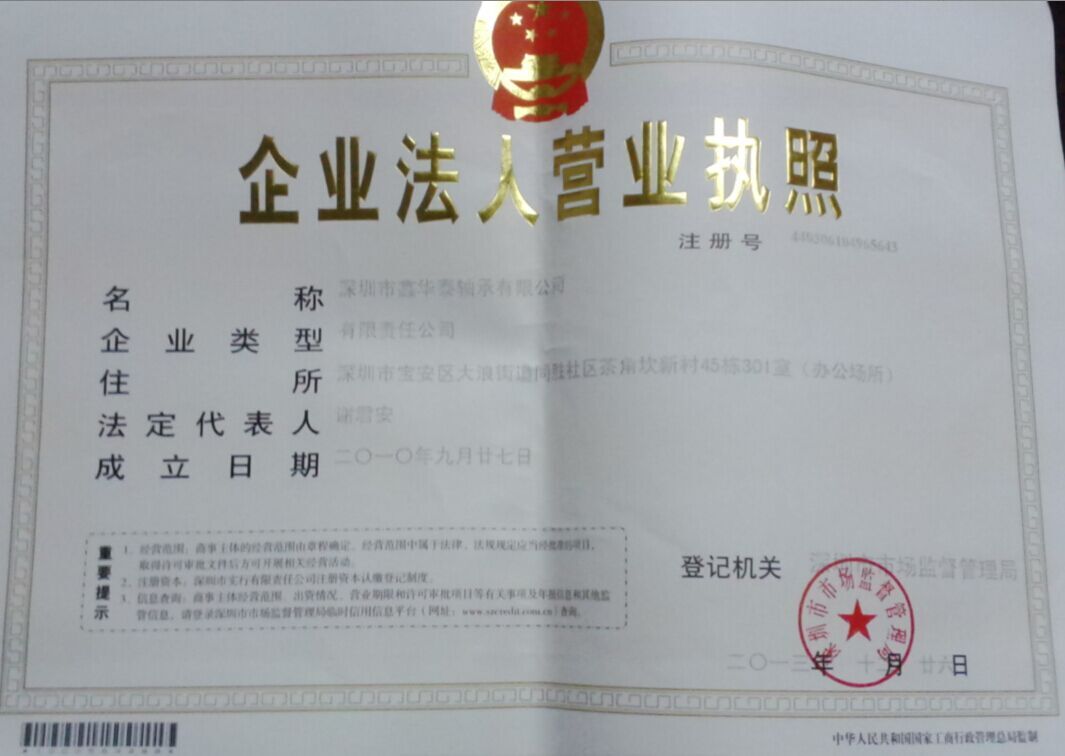 企业法人营业执照
注册号 440306104965643
名称 深圳市鑫华泰轴承有限公司
企业类型 有限责任公司
住所 深圳市宝安区大浪街道同胜社区茶角坎新村45栋301室（办公场所）
法定代表人 谢君安
成立日期 二〇一〇年九月廿七日
重要提示
1、经营范围：商事主体的经营范围由章程确定。经营范围中属于法律、法规规定应当经批准的项目，
取得许可审批文件后方可开展相关经营活动。
2、注册资本：深圳市实行有限责任公司注册资本认缴登记制度。
3、信息查询：商事主体经营范围、出资情况、营业期限和许可审批项目等有关事项及年报信息和其他监
管信息，请登录深圳市市场监督管理局临时信用信息平台（网址：www.szcredit.com.cn）查询。
登记机关 深圳市市场监督管理局
深圳市市场监督管理局
二〇一三年十二月廿六日
中华人民共和国国家工商行政管理总局监制